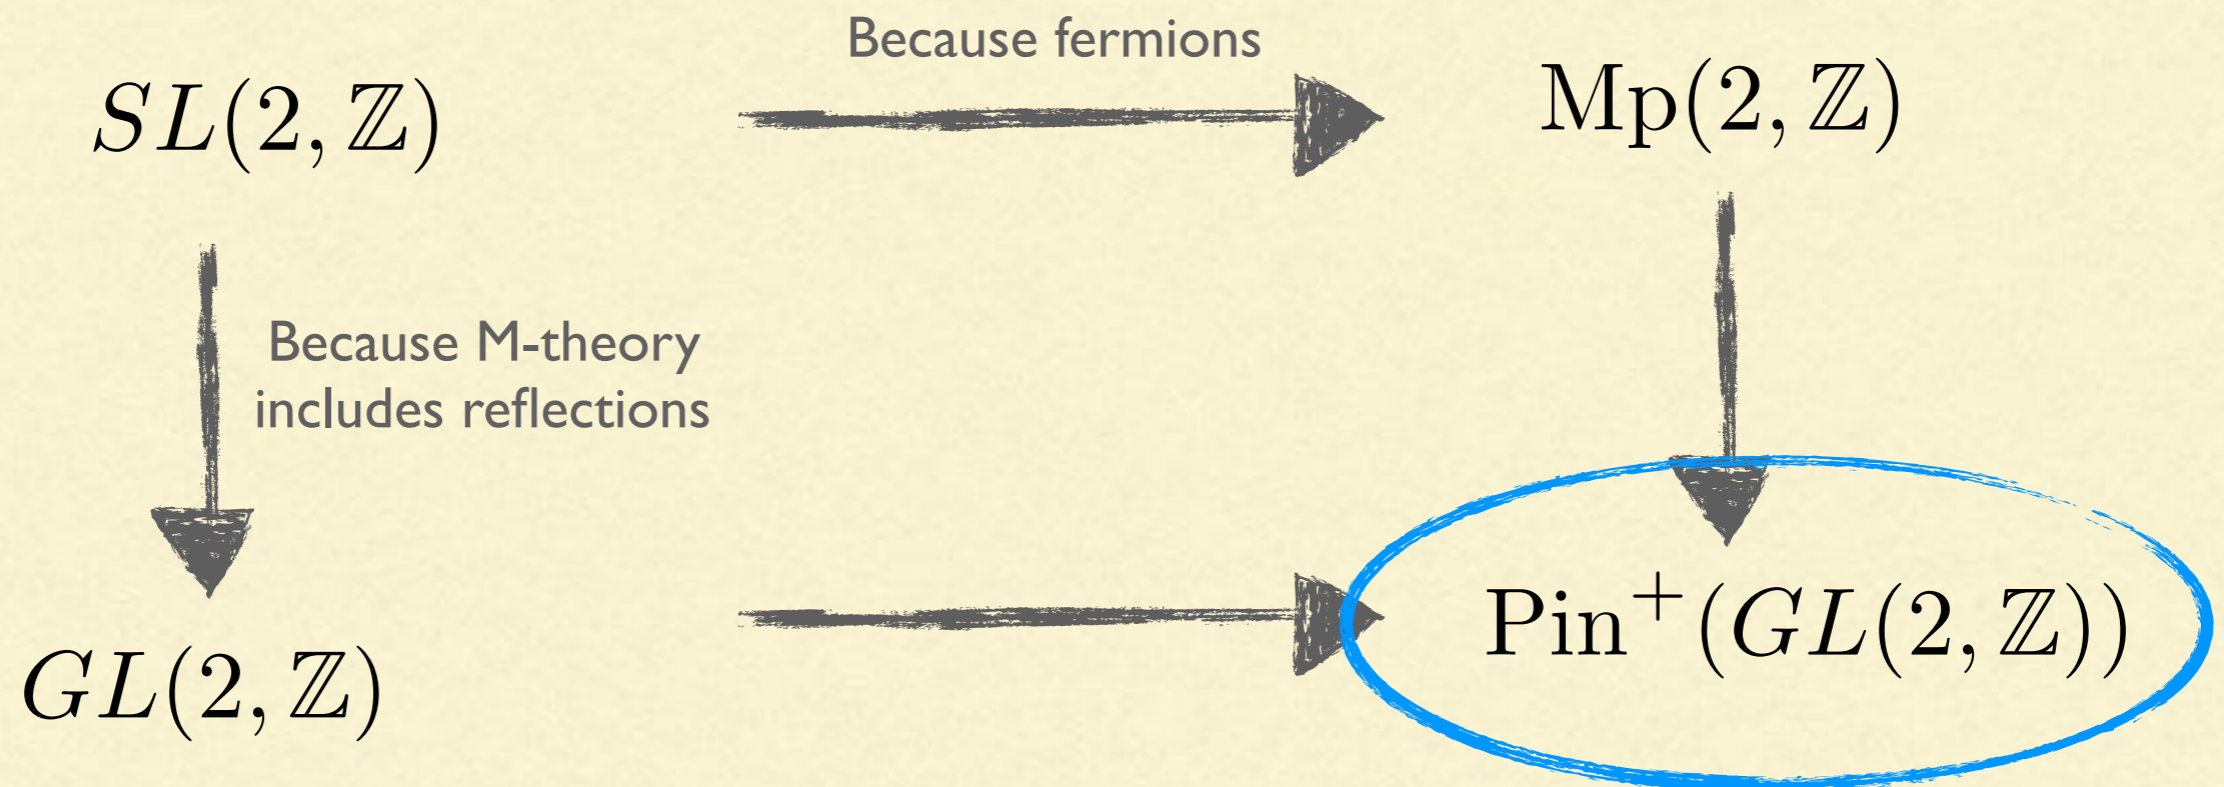 Because fermions
SL(2, ℤ)
Mp(2, ℤ)
Because M-theory
includes reflections
GL(2, ℤ)
Pin⁺(GL(2, ℤ))